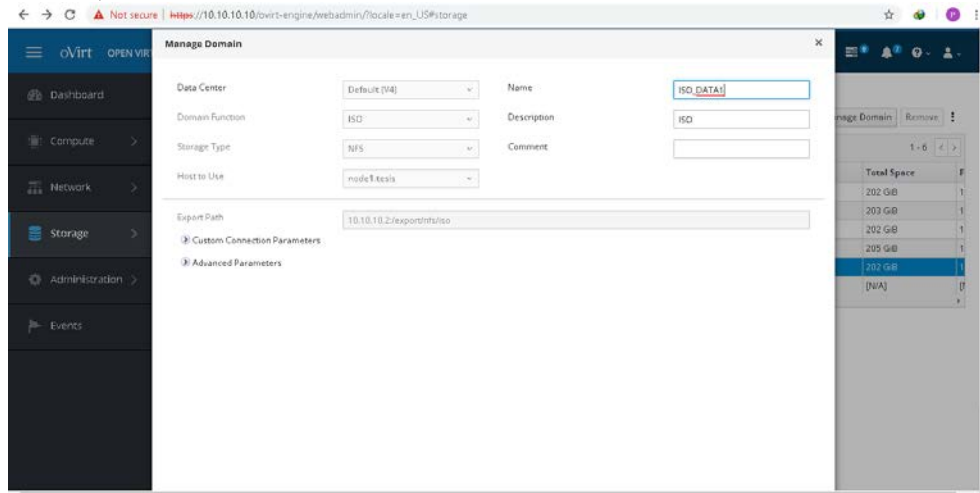 Not secure | https://10.10.10.10/ovirt-engine/webadmin/?locale=en_US#storage
oVirt OPEN VIR
Manage Domain
Dashboard
Compute
Network
Storage
Administration
Events
Data Center Default (V4) Name ISO_DATA1
Domain Function ISO Description ISO
Storage Type NFS Comment
Host to Use node1.tesis
Export Path 10.10.10.2:/export/nfs/iso
Custom Connection Parameters
Advanced Parameters
nage Domain Remove
1 - 6
Total Space
202 GiB
203 GiB
202 GiB
205 GiB
202 GiB
[N/A]